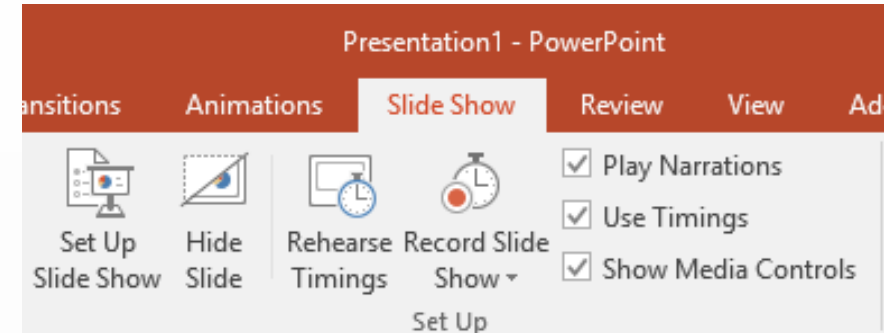 Presentation1 - PowerPoint
ansitions Animations Slide Show Review View Ad
Set Up
Slide Show
Hide
Slide
Rehearse
Timings
Record Slide
Show
Play Narrations
Use Timings
Show Media Controls
Set Up